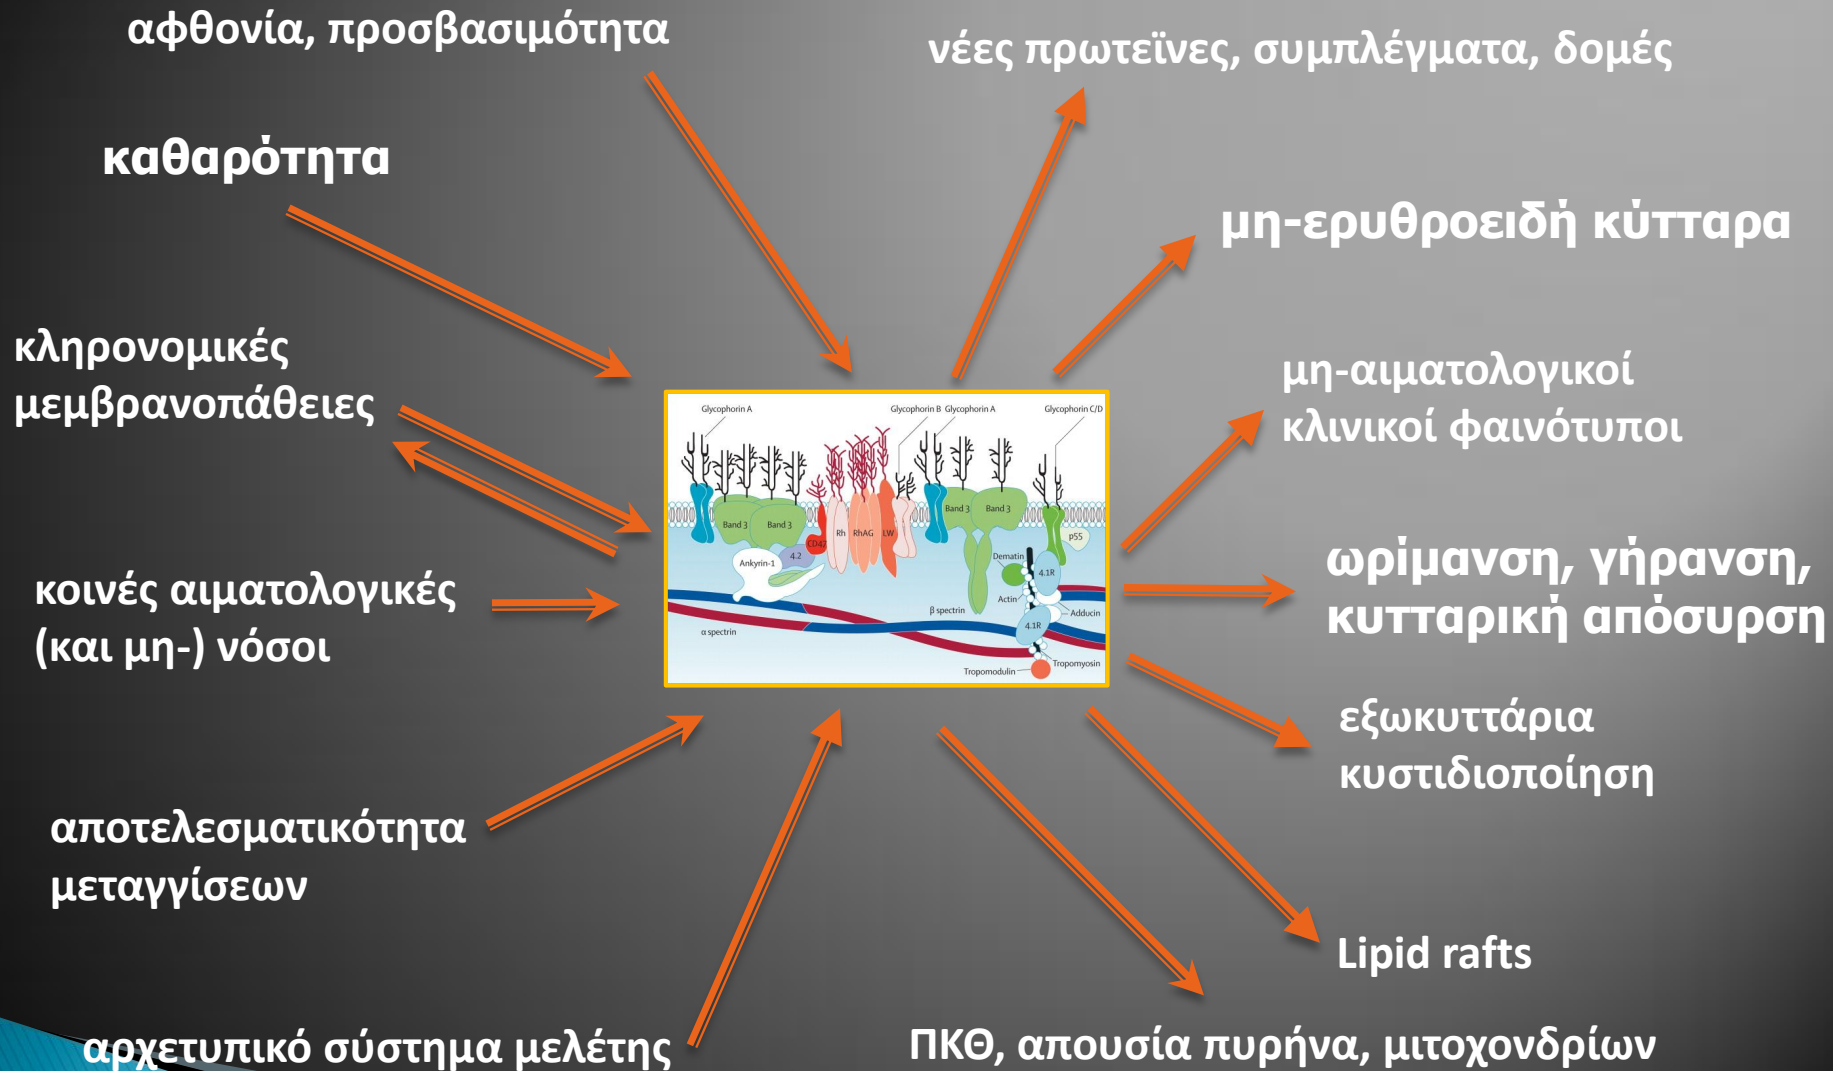 αφθονία, προσβασιμότητα
νέες πρωτεϊνες, συμπλέγματα, δομές
καθαρότητα
μη-ερυθροειδή κύτταρα
κληρονομικές
μεμβρανοπάθειες
μη-αιματολογικοί
κλινικοί φαινότυποι
Glycophorin A
Glycophorin B
Glycophorin A
Glycophorin C/D
Band 3
Band 3
CD47
Rh
RhAG
LW
Band 3
Band 3
p55
4.2
Ankyrin-1
Dematin
4.1R
Actin
Adducin
β spectrin
4.1R
α spectrin
Tropomyosin
Tropomodulin
κοινές αιματολογικές
(και μη-) νόσοι
ωρίμανση, γήρανση,
κυτταρική απόσυρση
εξωκυττάρια
κυστιδιοποίηση
αποτελεσματικότητα
μεταγγίσεων
Lipid rafts
αρχετυπικό σύστημα μελέτης
ΠΚΘ, απουσία πυρήνα, μιτοχονδρίων